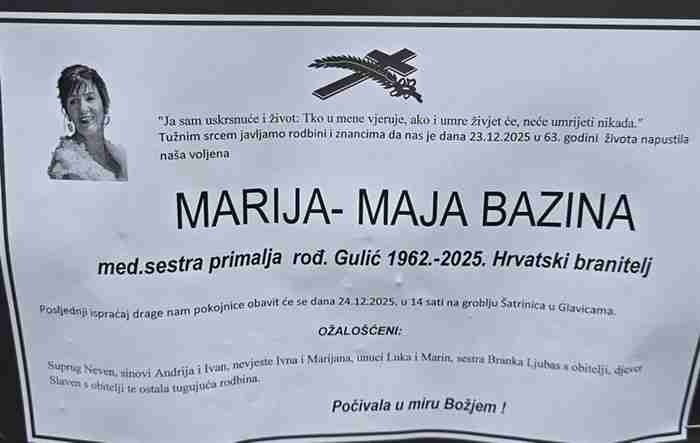 "Ja sam uskrsnuće i život: Tko u mene vjeruje, ako i umre živjet će, neće umrijeti nikada."
Tužnim srcem javljamo rodbini i znancima da nas je dana 23.12.2025 u 63. godini života napustila
naša voljena
MARIJA- MAJA BAZINA
med.sestra primalja rođ. Gulić 1962.-2025. Hrvatski branitelj
Posljednji ispraćaj drage nam pokojnice obavit će se dana 24.12.2025, u 14 sati na groblju Šatrinica u Glavicama.
OŽALOŠĆENI:
Suprug Neven, sinovi Andrija i Ivan, nevjeste Ivna i Marijana, unuci Luka i Marin, sestra Branka Ljubas s obitelji, djever
Slaven s obitelji te ostala tugujuća rodbina.
Počivala u miru Božjem !